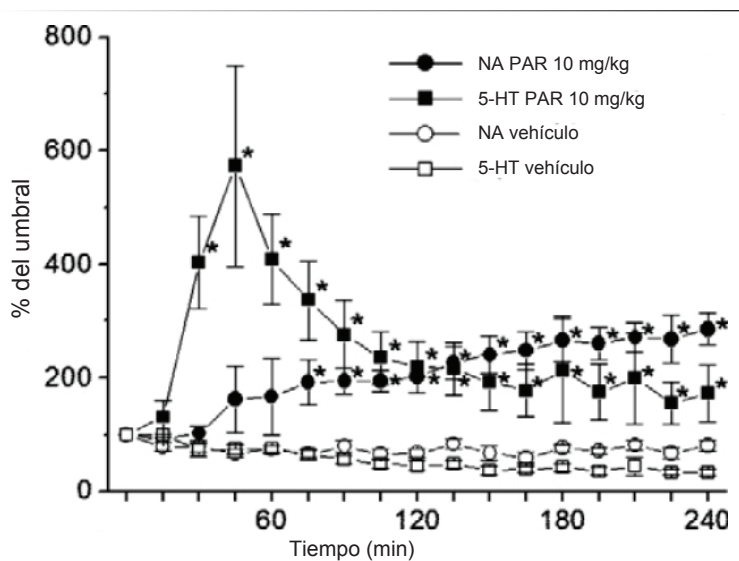 800
600
400
200
0
% del umbral
NA PAR 10 mg/kg
5-HT PAR 10 mg/kg
NA vehículo
5-HT vehículo
* * * * * * * * * * * * * * *
* * * * * * * * * * * *
60 120 180 240
Tiempo (min)